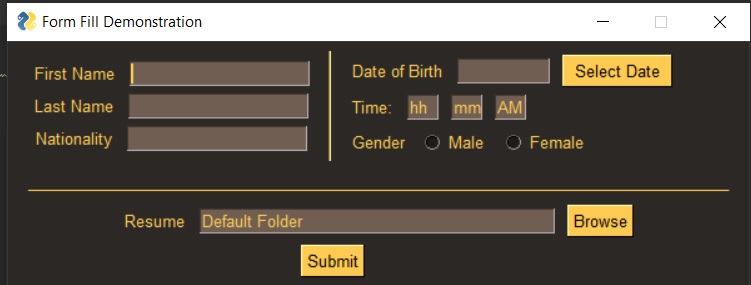 Form Fill Demonstration
First Name
Last Name
Nationality
Date of Birth Select Date
Time: hh mm AM
Gender Male Female
Resume Default Folder Browse
Submit